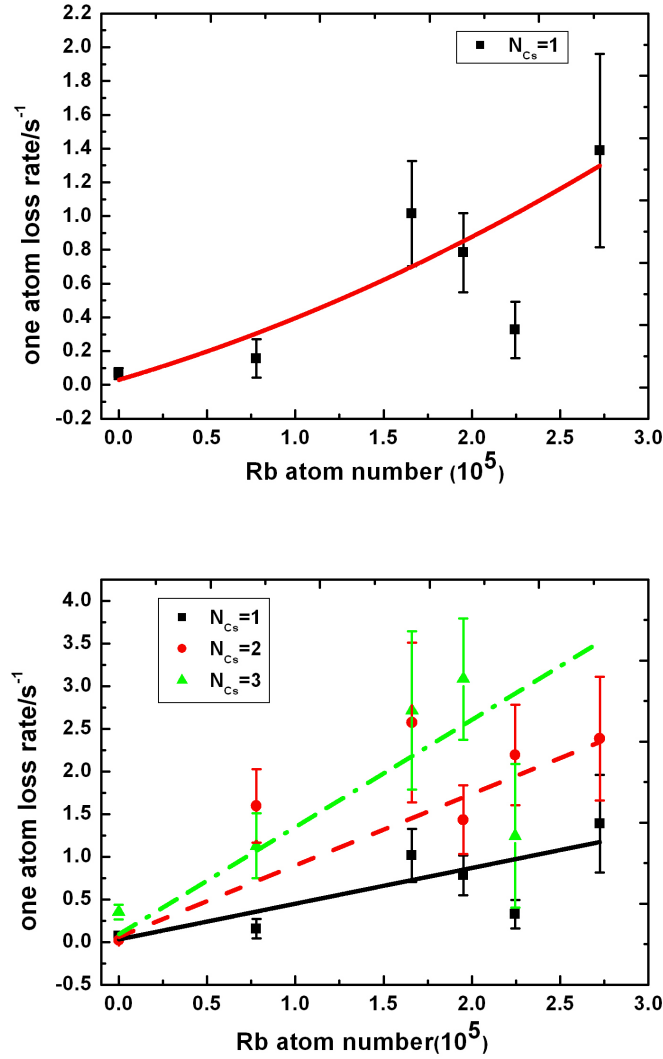 2.2
2.0
1.8
1.6
1.4
1.2
1.0
0.8
0.6
0.4
0.2
0.0
-0.2
one atom loss rate/s⁻¹
N_Cs=1
0.0 0.5 1.0 1.5 2.0 2.5 3.0
Rb atom number (10⁵)
4.0
3.5
3.0
2.5
2.0
1.5
1.0
0.5
0.0
-0.5
one atom loss rate/s⁻¹
N_Cs=1
N_Cs=2
N_Cs=3
0.0 0.5 1.0 1.5 2.0 2.5 3.0
Rb atom number(10⁵)